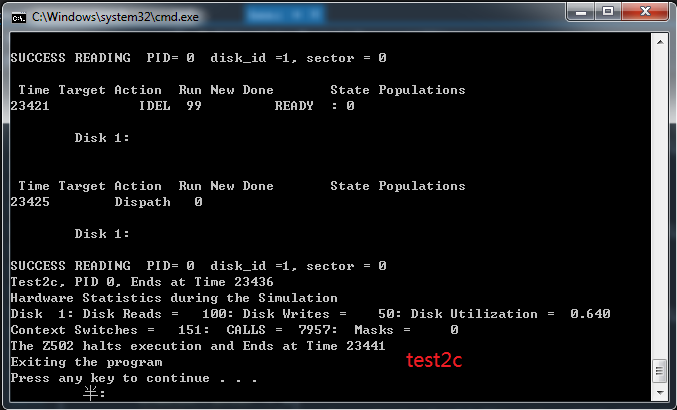 C:\Windows\system32\cmd.exe
SUCCESS READING  PID= 0  disk_id =1, sector = 0
 Time Target Action  Run New Done       State Populations
23421           IDEL  99         READY  : 0
        Disk 1:
 Time Target Action  Run New Done       State Populations
23425        Dispath   0
        Disk 1:
SUCCESS READING  PID= 0  disk_id =1, sector = 0
Test2c, PID 0, Ends at Time 23436
Hardware Statistics during the Simulation
Disk  1: Disk Reads =   100: Disk Writes =    50: Disk Utilization =  0.640
Context Switches =   151:  CALLS =  7957:  Masks =     0
The Z502 halts execution and Ends at Time 23441
Exiting the program
test2c
Press any key to continue . . .
半: